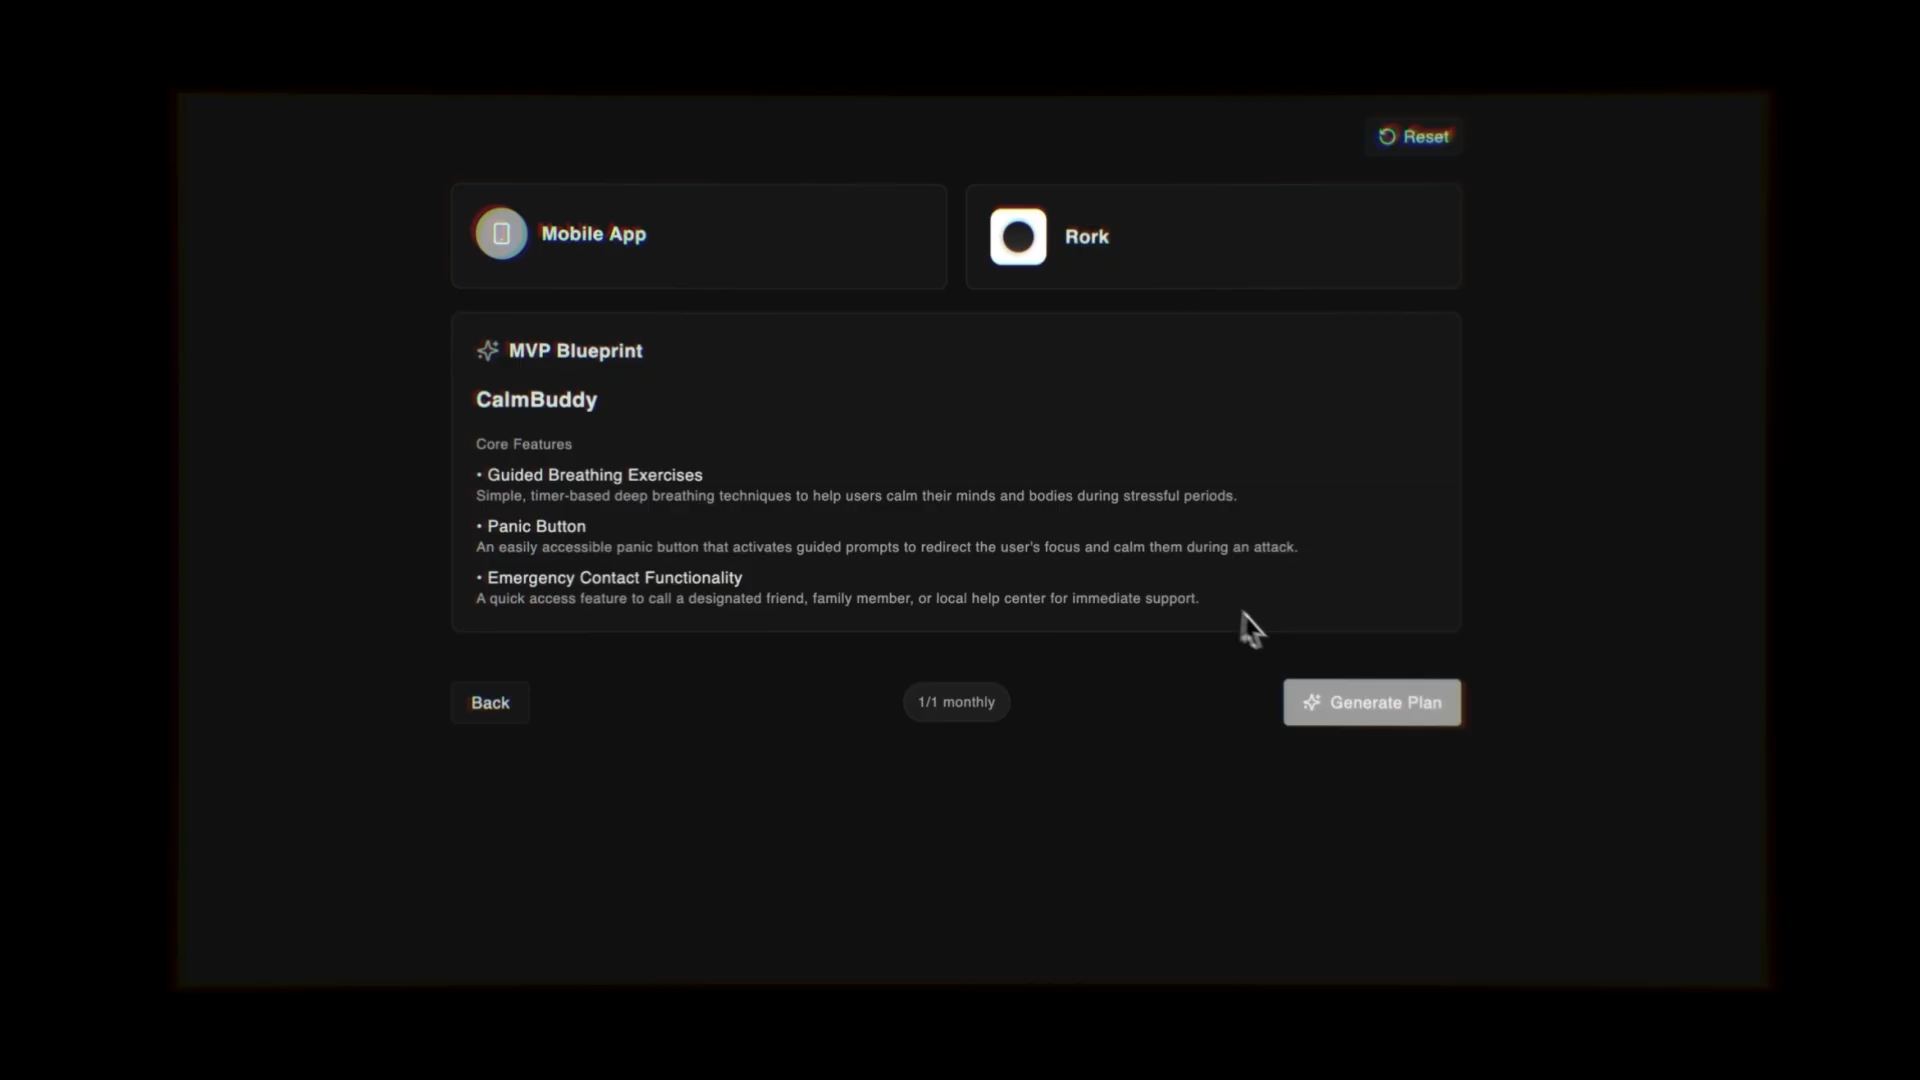 Reset
Mobile App
Rork
MVP Blueprint
CalmBuddy
Core Features
• Guided Breathing Exercises
Simple, timer-based deep breathing techniques to help users calm their minds and bodies during stressful periods.
• Panic Button
An easily accessible panic button that activates guided prompts to redirect the user's focus and calm them during an attack.
• Emergency Contact Functionality
A quick access feature to call a designated friend, family member, or local help center for immediate support.
Back
1/1 monthly
Generate Plan